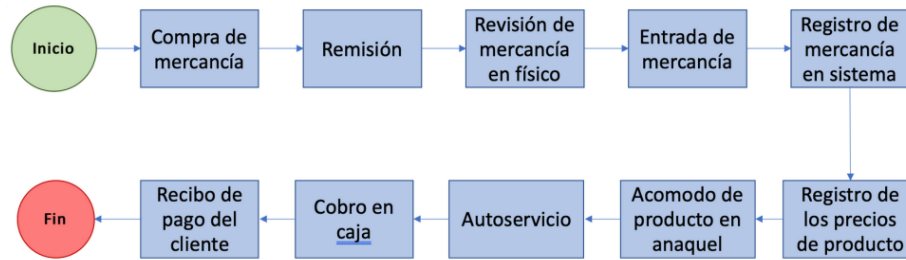 Inicio
Compra de
mercancía
Remisión
Revisión de
mercancía
en físico
Entrada de
mercancía
Registro de
mercancía
en sistema
Registro de
los precios
de producto
Acomodo de
producto en
anaquel
Autoservicio
Cobro en
caja
Recibo de
pago del
cliente
Fin